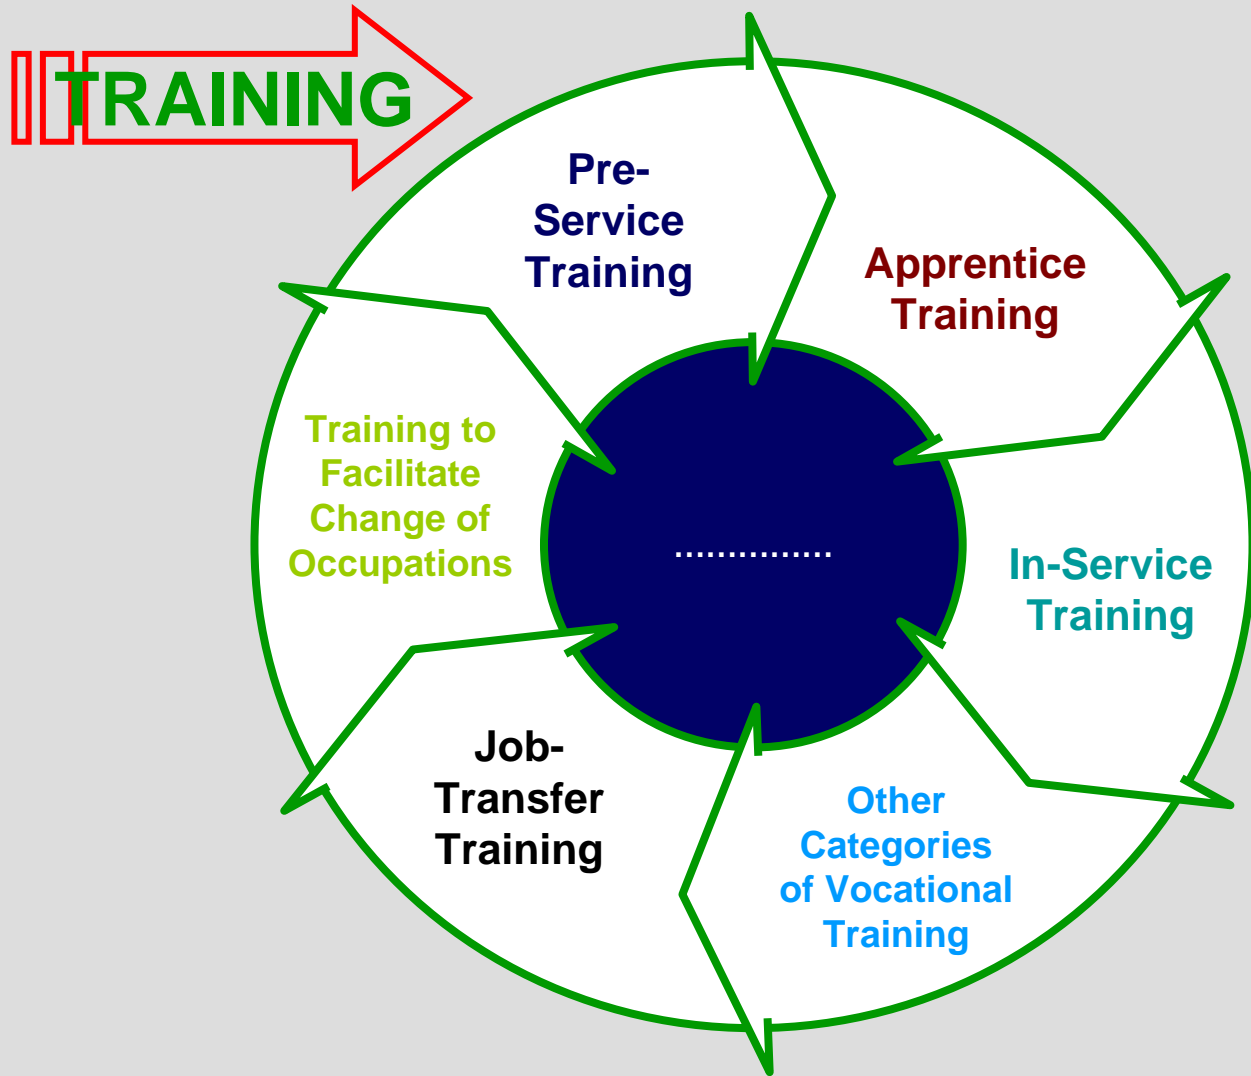 TRAINING
Pre-
Service
Training
Apprentice
Training
In-Service
Training
Other
Categories
of Vocational
Training
Job-
Transfer
Training
Training to
Facilitate
Change of
Occupations
...............